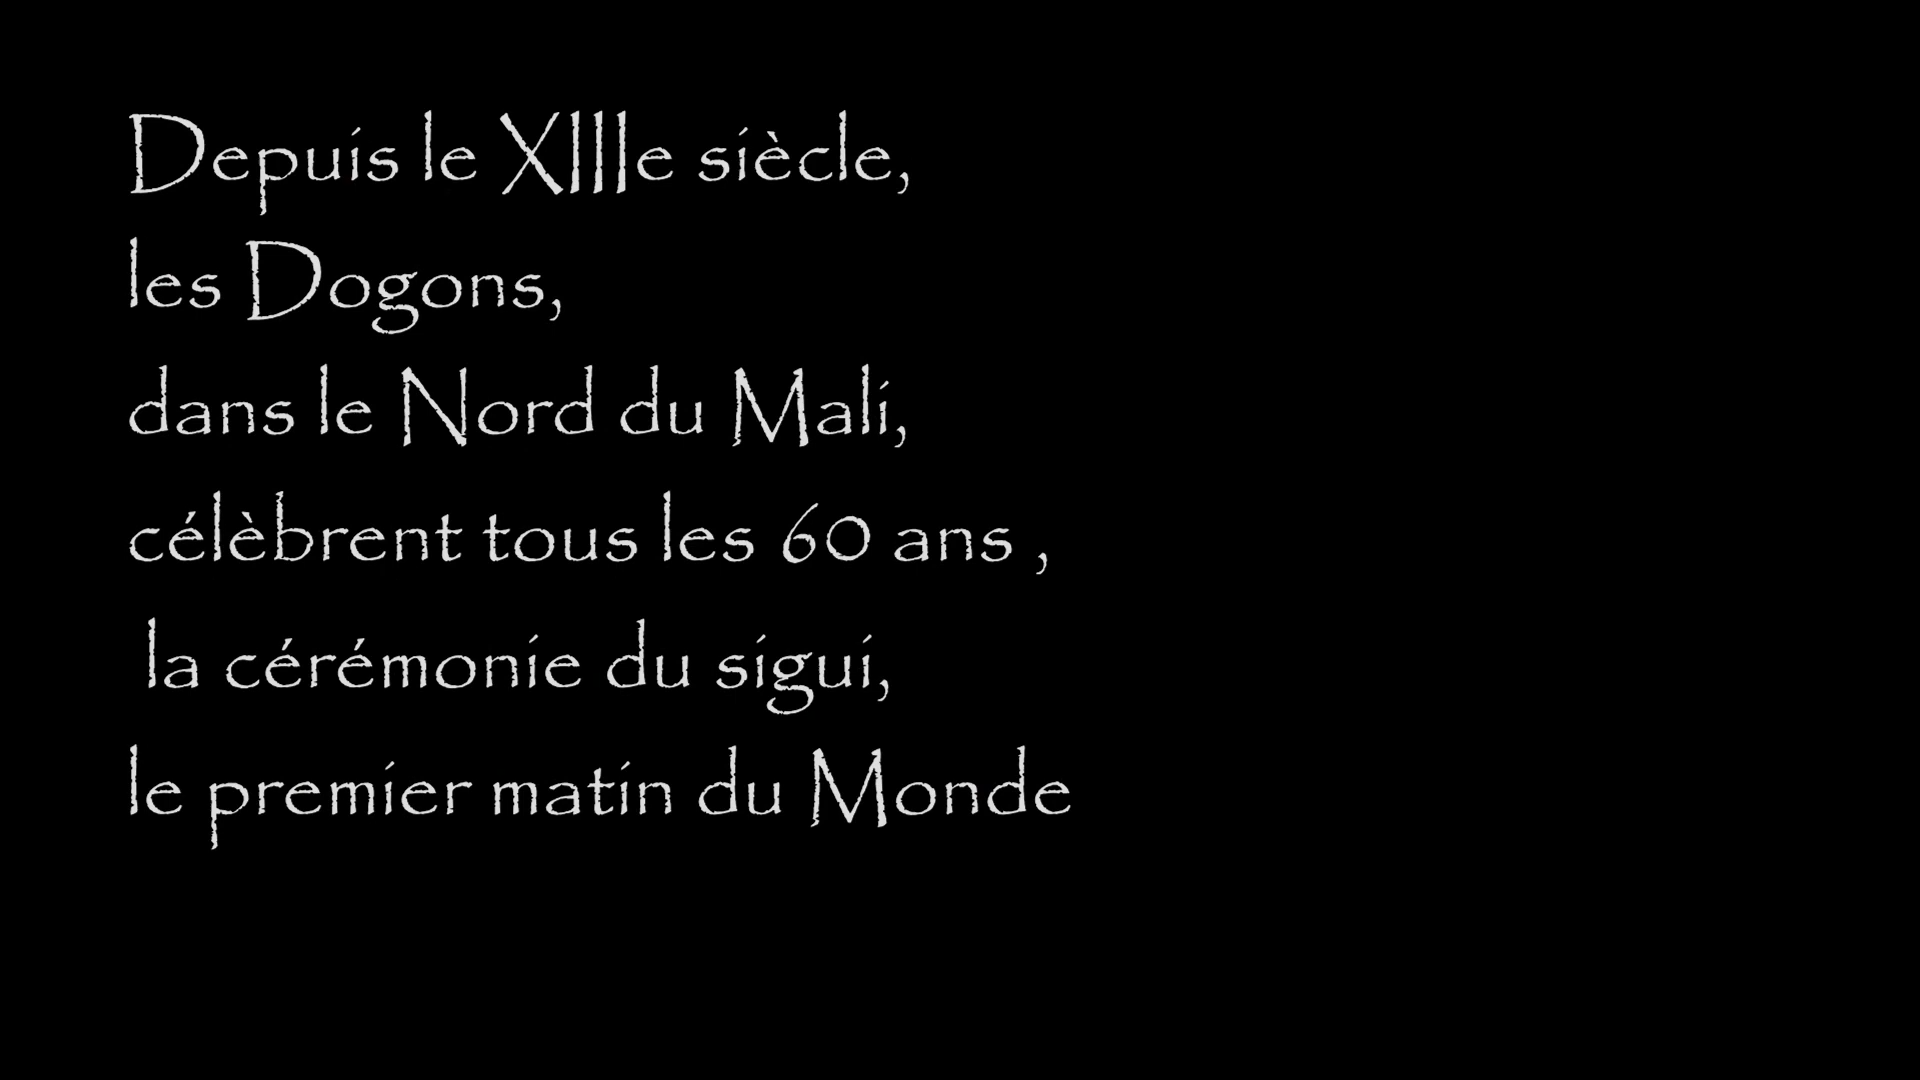 Depuis le XIIIe siècle,
les Dogons,
dans le Nord du Mali,
célèbrent tous les 60 ans ,
la cérémonie du sigui,
le premier matin du Monde